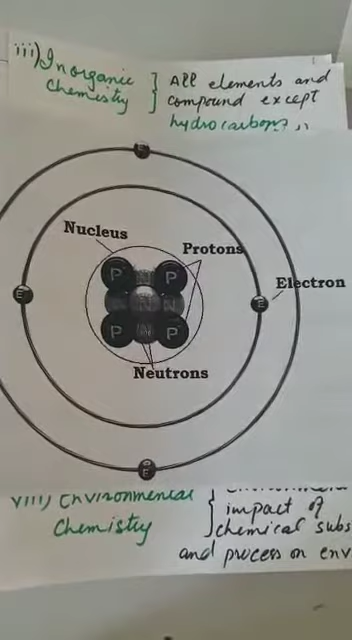 iii) Inorganic } All elements and
Chemistry } compound except
hydrocarbons
Nucleus
Protons
P P
N N
P N P
E
E
E
E
Electron
Neutrons
viii) Environmental
Chemistry } impact of
chemical subs
and process on env